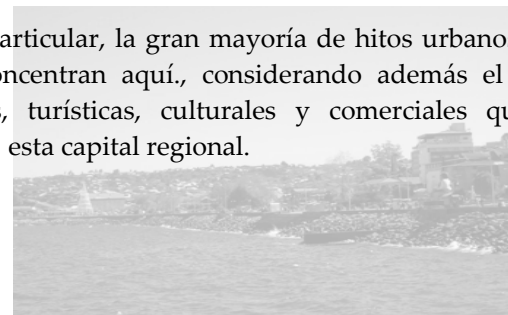 articular, la gran mayoría de hitos urbano
oncentran aquí., considerando además el
, turísticas, culturales y comerciales qu
esta capital regional.